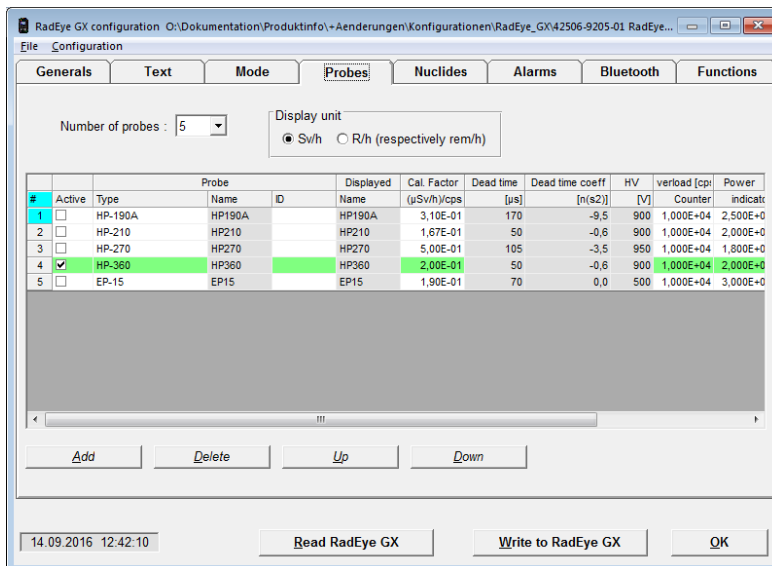 RadEye GX configuration O:\Dokumentation\Produktinfo\+Aenderungen\Konfigurationen\RadEye_GX\42506-9205-01 RadEye...
File Configuration
Generals Text Mode Probes Nuclides Alarms Bluetooth Functions
Number of probes : 5
Display unit
Sv/h R/h (respectively rem/h)
Probe Displayed Cal. Factor Dead time Dead time coeff HV verload [cp: Power
# Active Type Name ID Name (µSv/h)/cps [µs] [n(s2)] [V] Counter indicato
1 HP-190A HP190A HP190A 3,10E-01 170 -9,5 900 1,000E+04 2,500E+0
2 HP-210 HP210 HP210 1,67E-01 50 -0,6 900 1,000E+04 2,000E+0
3 HP-270 HP270 HP270 5,00E-01 105 -3,5 950 1,000E+04 1,800E+0
4 HP-360 HP360 HP360 2,00E-01 50 -0,6 900 1,000E+04 2,000E+0
5 EP-15 EP15 EP15 1,90E-01 70 0,0 500 1,000E+04 3,000E+0
Add Delete Up Down
14.09.2016 12:42:10 Read RadEye GX Write to RadEye GX OK